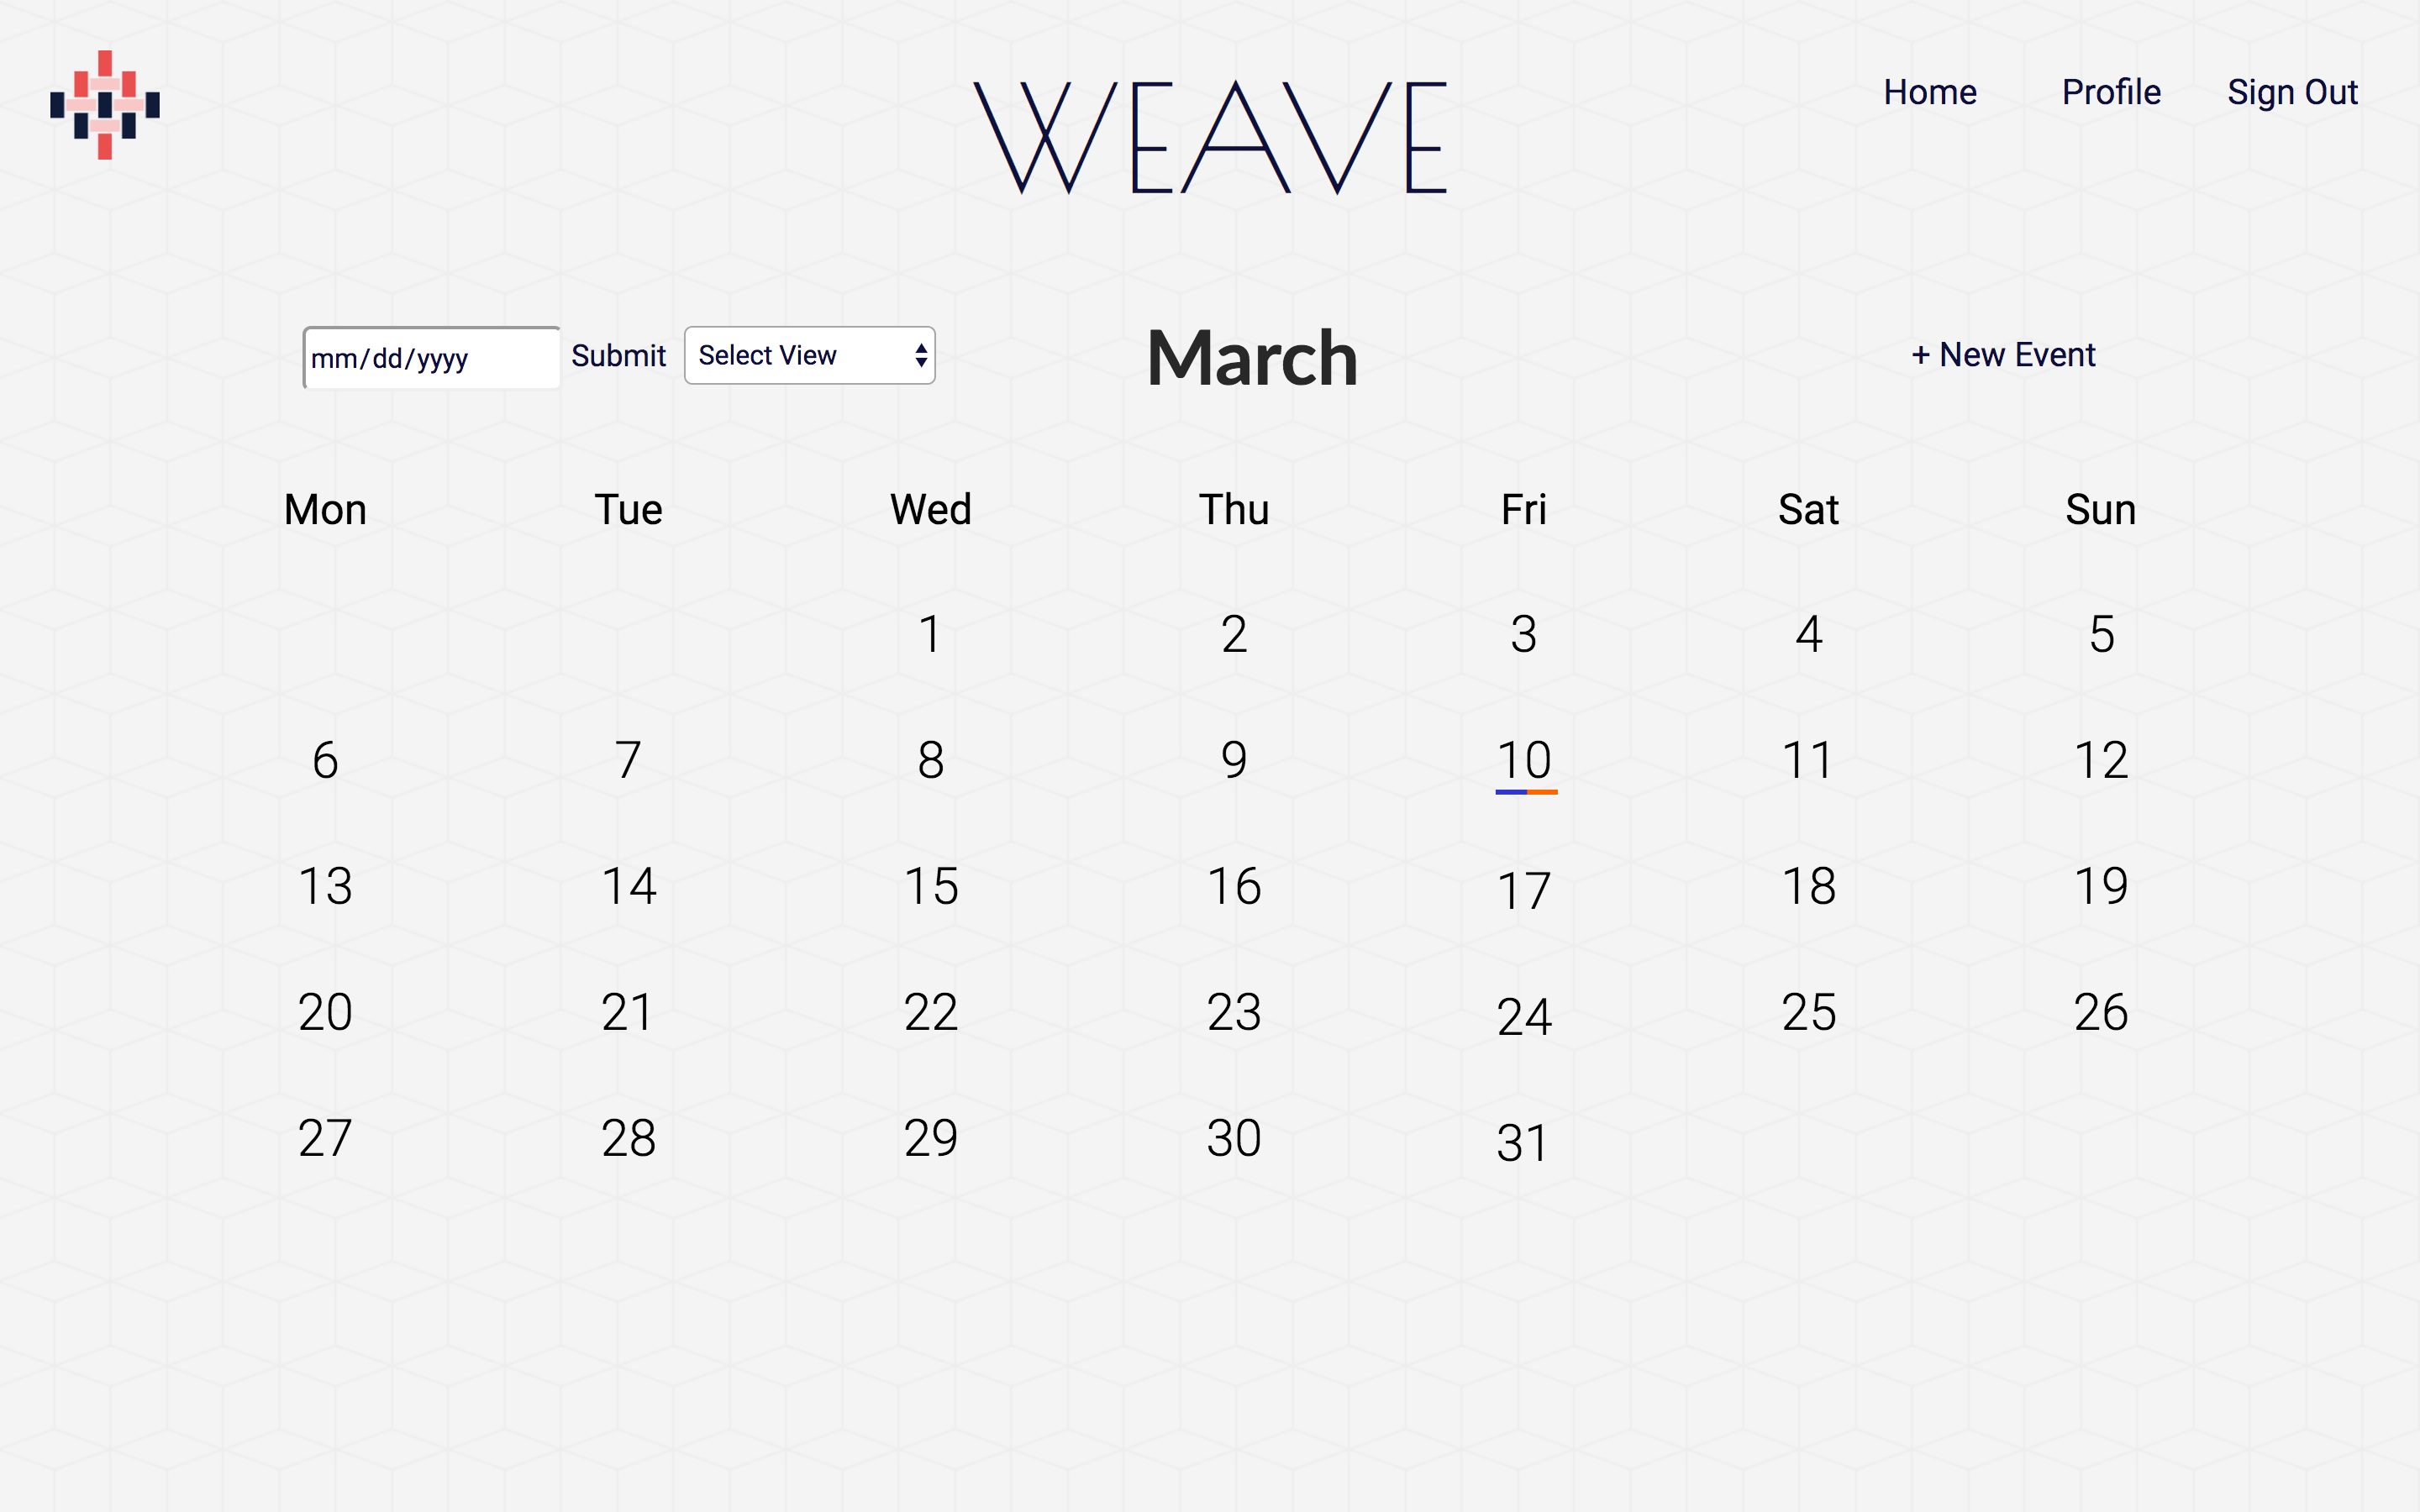 WEAVE
Home Profile Sign Out
mm/dd/yyyy Submit Select View March + New Event
Mon Tue Wed Thu Fri Sat Sun
1 2 3 4 5
6 7 8 9 10 11 12
13 14 15 16 17 18 19
20 21 22 23 24 25 26
27 28 29 30 31